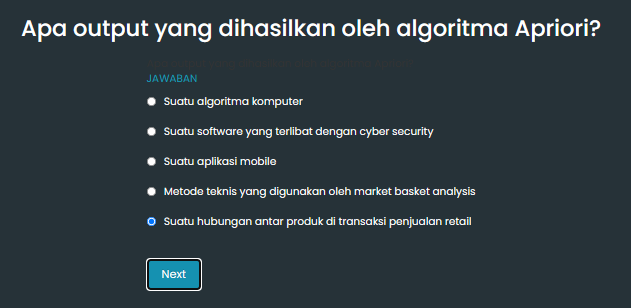 Apa output yang dihasilkan oleh algoritma Apriori?
JAWABAN
Suatu algoritma komputer
Suatu software yang terlibat dengan cyber security
Suatu aplikasi mobile
Metode teknis yang digunakan oleh market basket analysis
Suatu hubungan antar produk di transaksi penjualan retail
Next